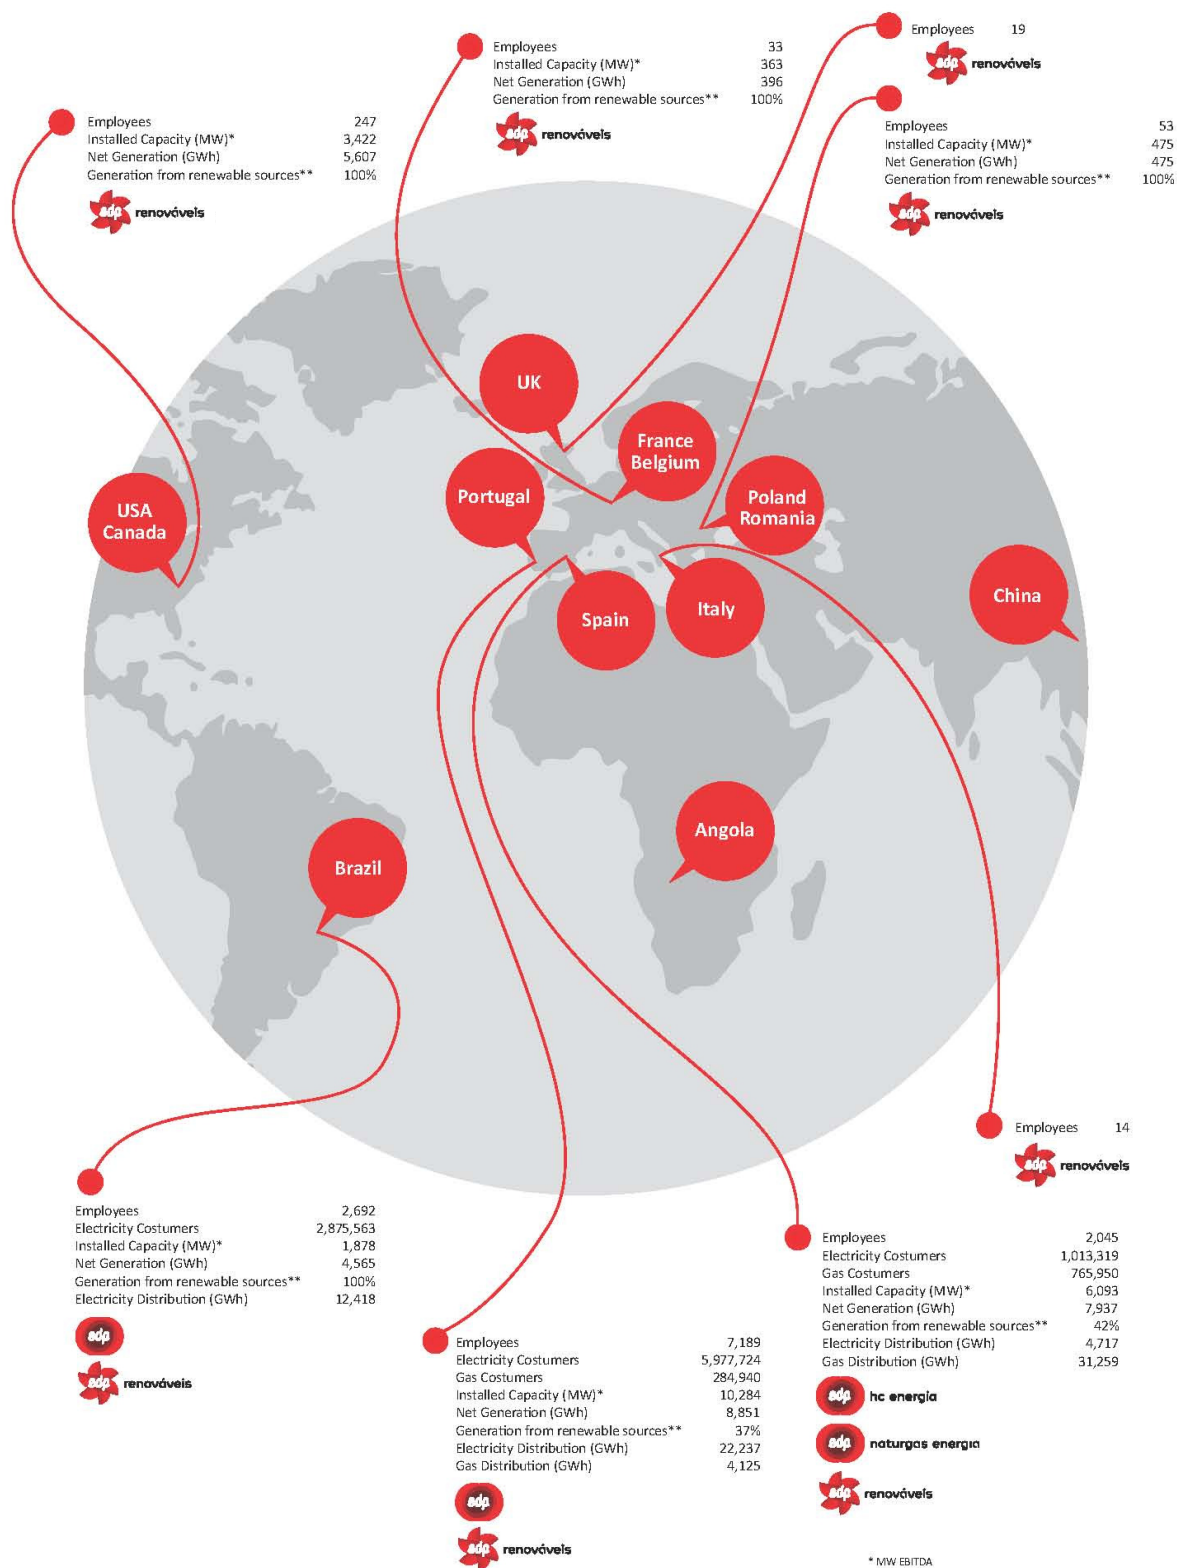 Employees 19
edp renováveis
Employees 33
Installed Capacity (MW)* 363
Net Generation (GWh) 396
Generation from renewable sources** 100%
edp renováveis
Employees 53
Installed Capacity (MW)* 475
Net Generation (GWh) 475
Generation from renewable sources** 100%
edp renováveis
Employees 247
Installed Capacity (MW)* 3,422
Net Generation (GWh) 5,607
Generation from renewable sources** 100%
edp renováveis
UK
France
Belgium
Portugal
Poland
Romania
USA
Canada
China
Italy
Spain
Angola
Brazil
Employees 14
edp renováveis
Employees 2,692
Electricity Costumers 2,875,563
Installed Capacity (MW)* 1,878
Net Generation (GWh) 4,565
Generation from renewable sources** 100%
Electricity Distribution (GWh) 12,418
edp
edp renováveis
Employees 7,189
Electricity Costumers 5,977,724
Gas Costumers 284,940
Installed Capacity (MW)* 10,284
Net Generation (GWh) 8,851
Generation from renewable sources** 37%
Electricity Distribution (GWh) 22,237
Gas Distribution (GWh) 4,125
edp
edp renováveis
Employees 2,045
Electricity Costumers 1,013,319
Gas Costumers 765,950
Installed Capacity (MW)* 6,093
Net Generation (GWh) 7,937
Generation from renewable sources** 42%
Electricity Distribution (GWh) 4,717
Gas Distribution (GWh) 31,259
edp hc energia
edp naturgas energia
edp renováveis
* MW EBITDA